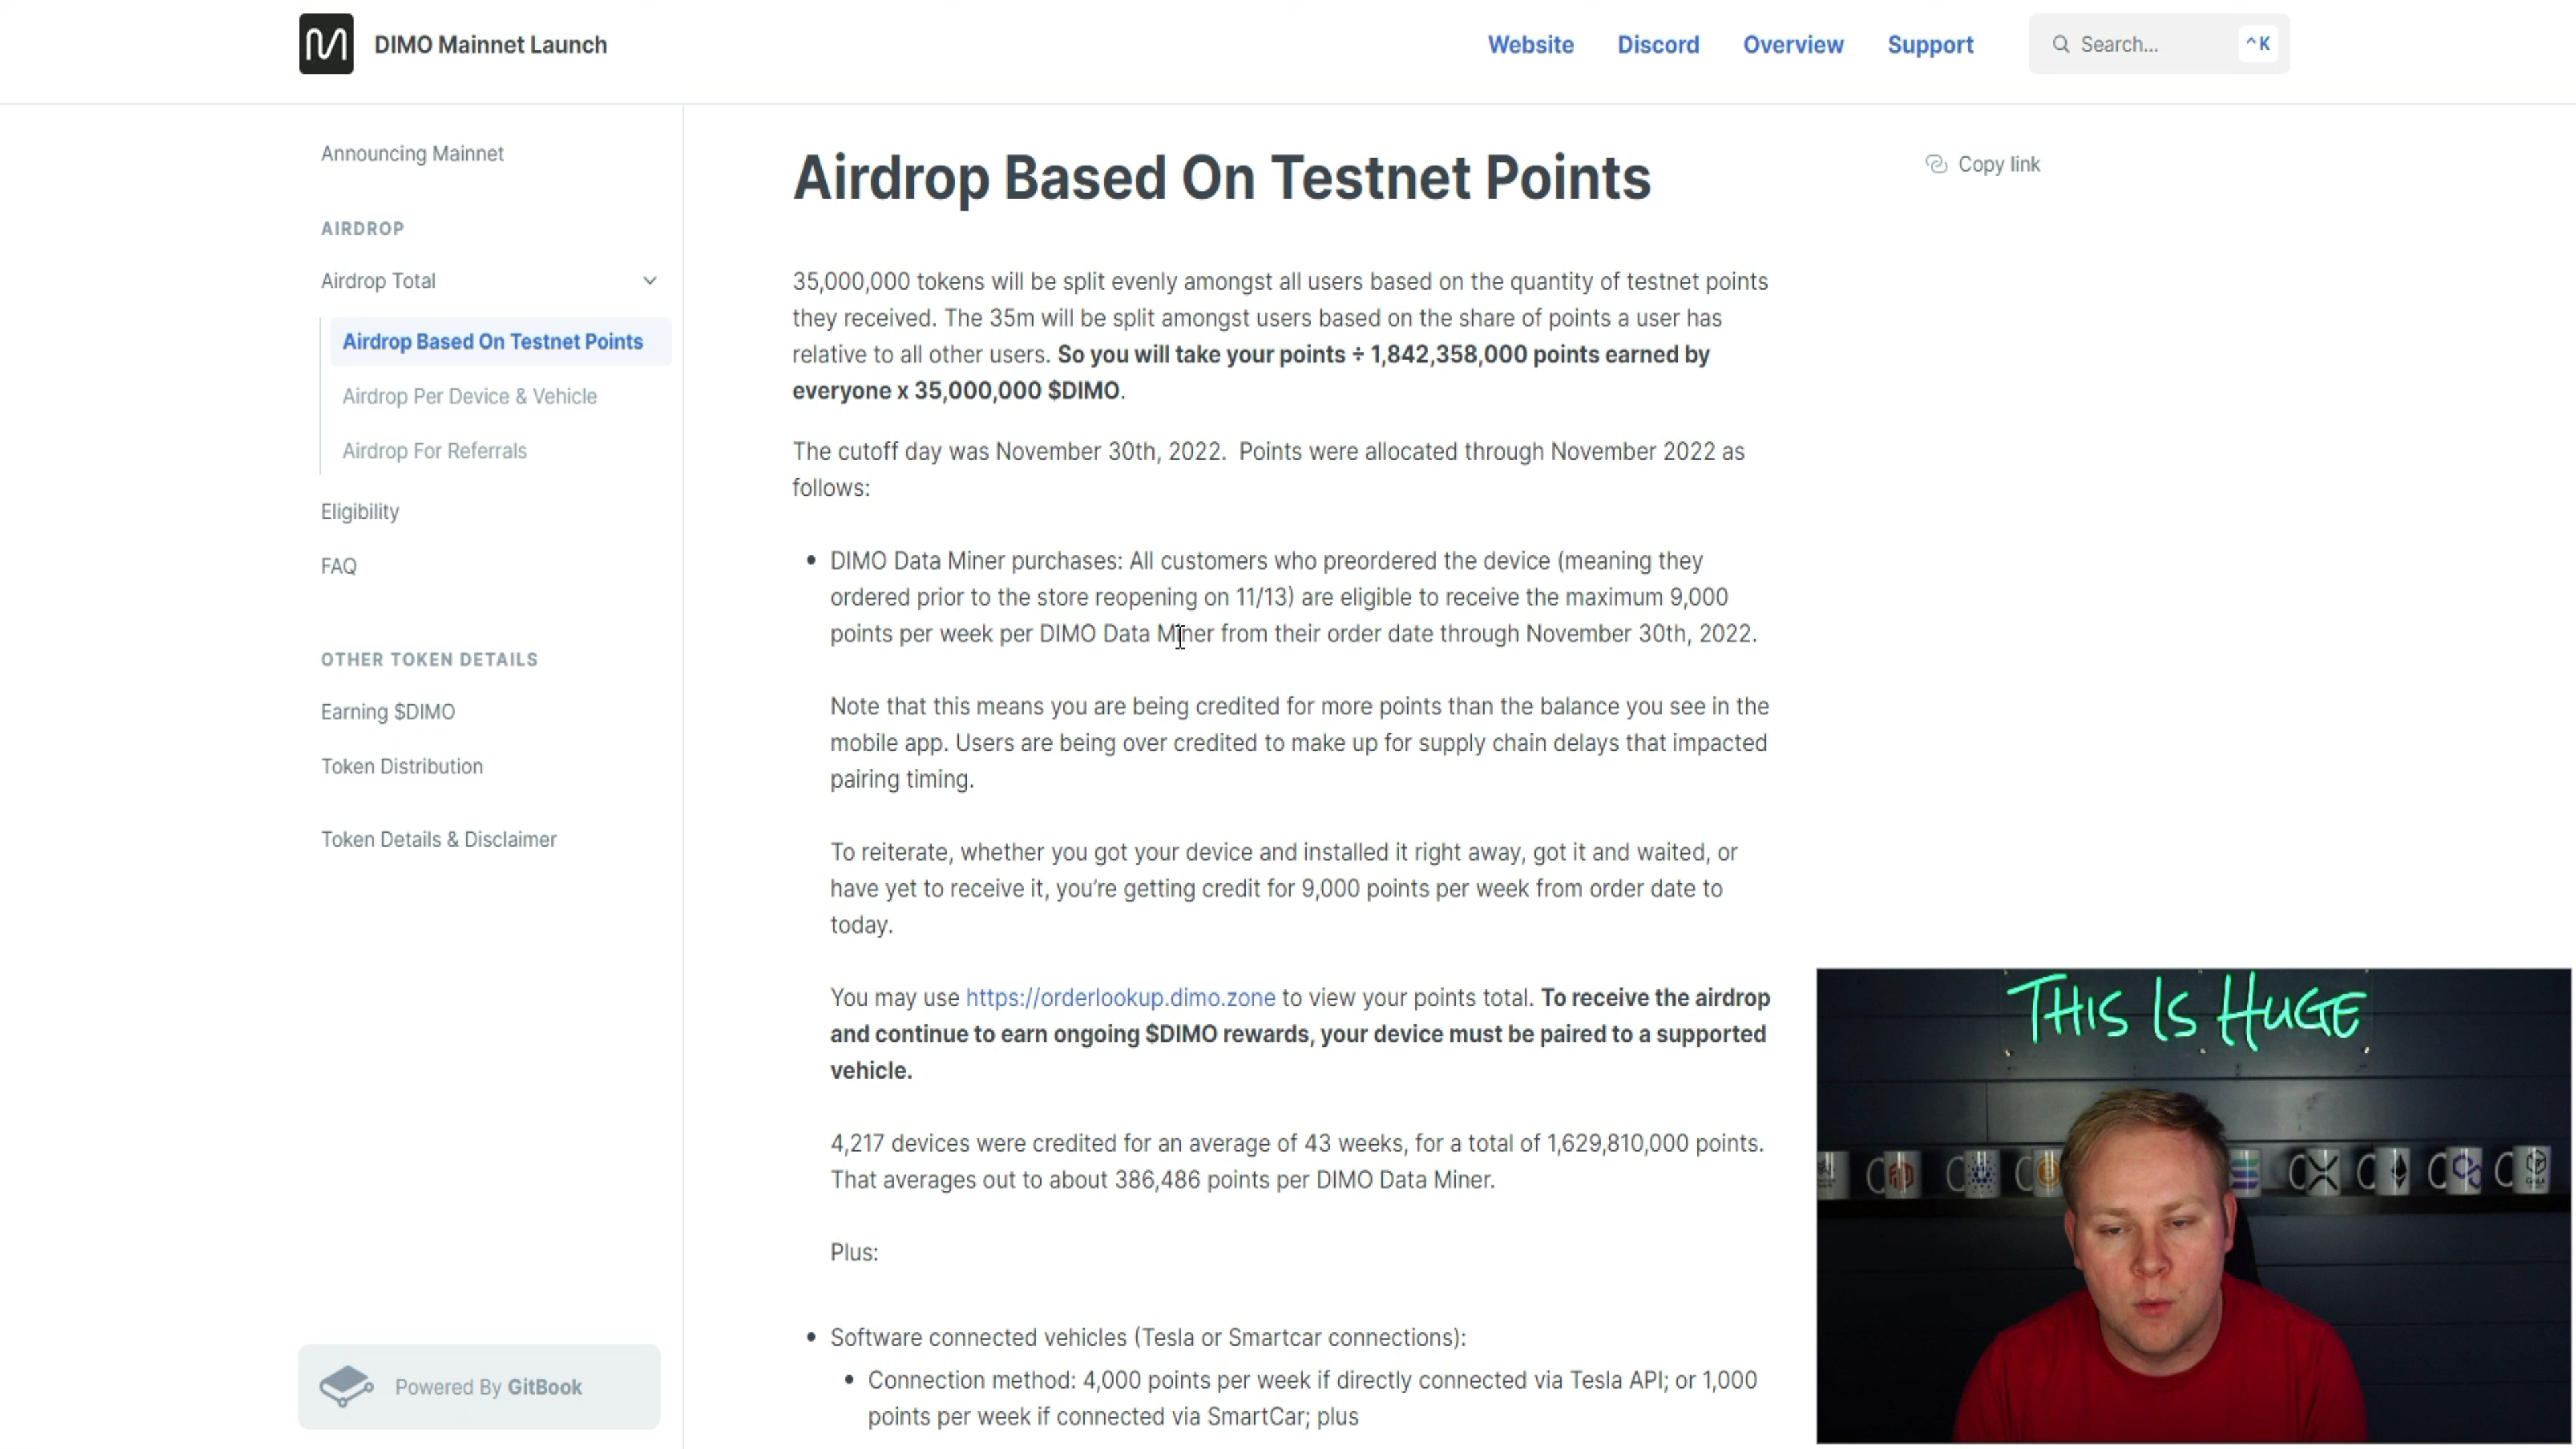 DIMO Mainnet Launch
Website
Discord
Overview
Support
Search...
^K
Announcing Mainnet
AIRDROP
Airdrop Total
Airdrop Based On Testnet Points
Airdrop Per Device & Vehicle
Airdrop For Referrals
Eligibility
FAQ
OTHER TOKEN DETAILS
Earning $DIMO
Token Distribution
Token Details & Disclaimer
Powered By GitBook
Airdrop Based On Testnet Points
Copy link
35,000,000 tokens will be split evenly amongst all users based on the quantity of testnet points
they received. The 35m will be split amongst users based on the share of points a user has
relative to all other users. So you will take your points ÷ 1,842,358,000 points earned by
everyone x 35,000,000 $DIMO.
The cutoff day was November 30th, 2022.  Points were allocated through November 2022 as
follows:
• DIMO Data Miner purchases: All customers who preordered the device (meaning they
ordered prior to the store reopening on 11/13) are eligible to receive the maximum 9,000
points per week per DIMO Data Miner from their order date through November 30th, 2022.
Note that this means you are being credited for more points than the balance you see in the
mobile app. Users are being over credited to make up for supply chain delays that impacted
pairing timing.
To reiterate, whether you got your device and installed it right away, got it and waited, or
have yet to receive it, you’re getting credit for 9,000 points per week from order date to
today.
You may use https://orderlookup.dimo.zone to view your points total. To receive the airdrop
and continue to earn ongoing $DIMO rewards, your device must be paired to a supported
vehicle.
4,217 devices were credited for an average of 43 weeks, for a total of 1,629,810,000 points.
That averages out to about 386,486 points per DIMO Data Miner.
Plus:
• Software connected vehicles (Tesla or Smartcar connections):
• Connection method: 4,000 points per week if directly connected via Tesla API; or 1,000
points per week if connected via SmartCar; plus
THIS IS HUGE